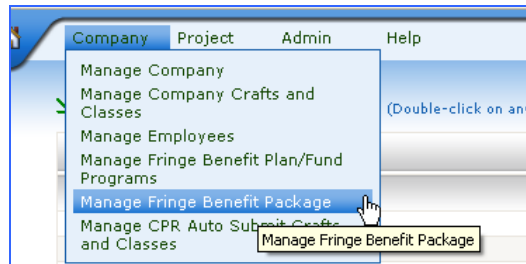 Company Project Admin Help
Manage Company
Manage Company Crafts and
Classes
(Double-click on an
Manage Employees
Manage Fringe Benefit Plan/Fund
Programs
Manage Fringe Benefit Package
Manage CPR Auto Submit Crafts
and Classes
Manage Fringe Benefit Package